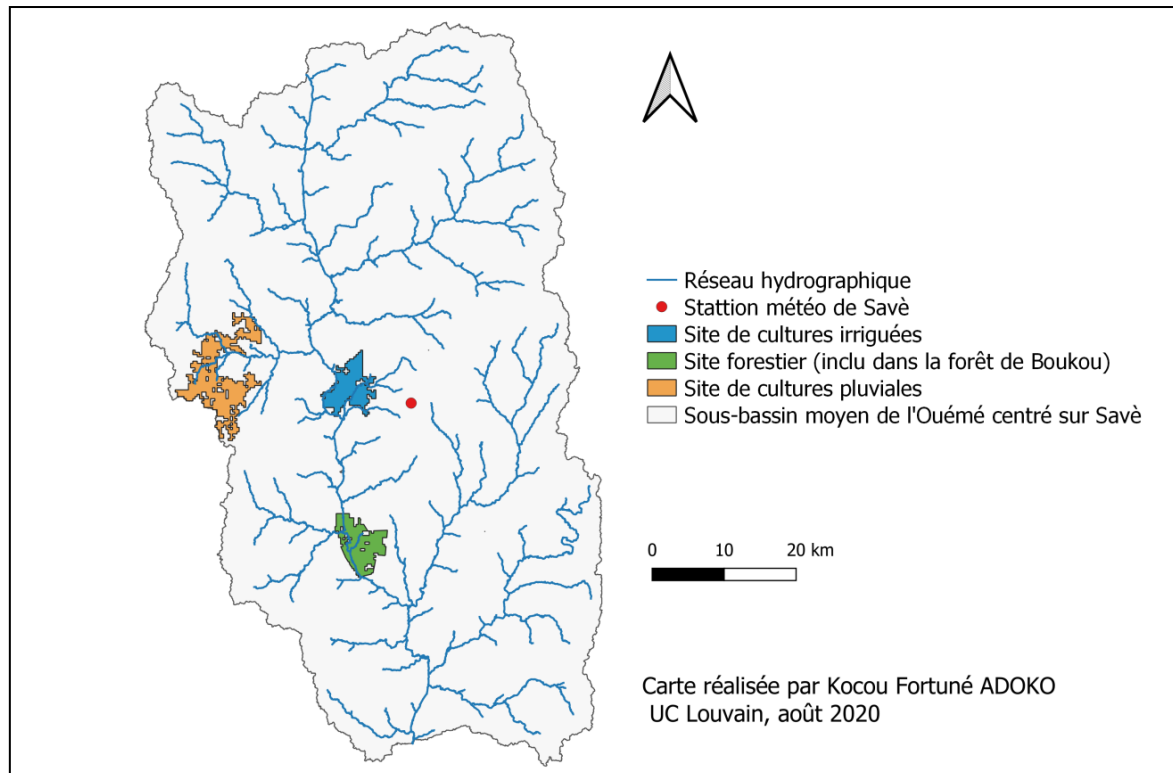 Réseau hydrographique
Stattion météo de Savè
Site de cultures irriguées
Site forestier (inclu dans la forêt de Boukou)
Site de cultures pluviales
Sous-bassin moyen de l'Ouémé centré sur Savè
0 10 20 km
Carte réalisée par Kocou Fortuné ADOKO
UC Louvain, août 2020